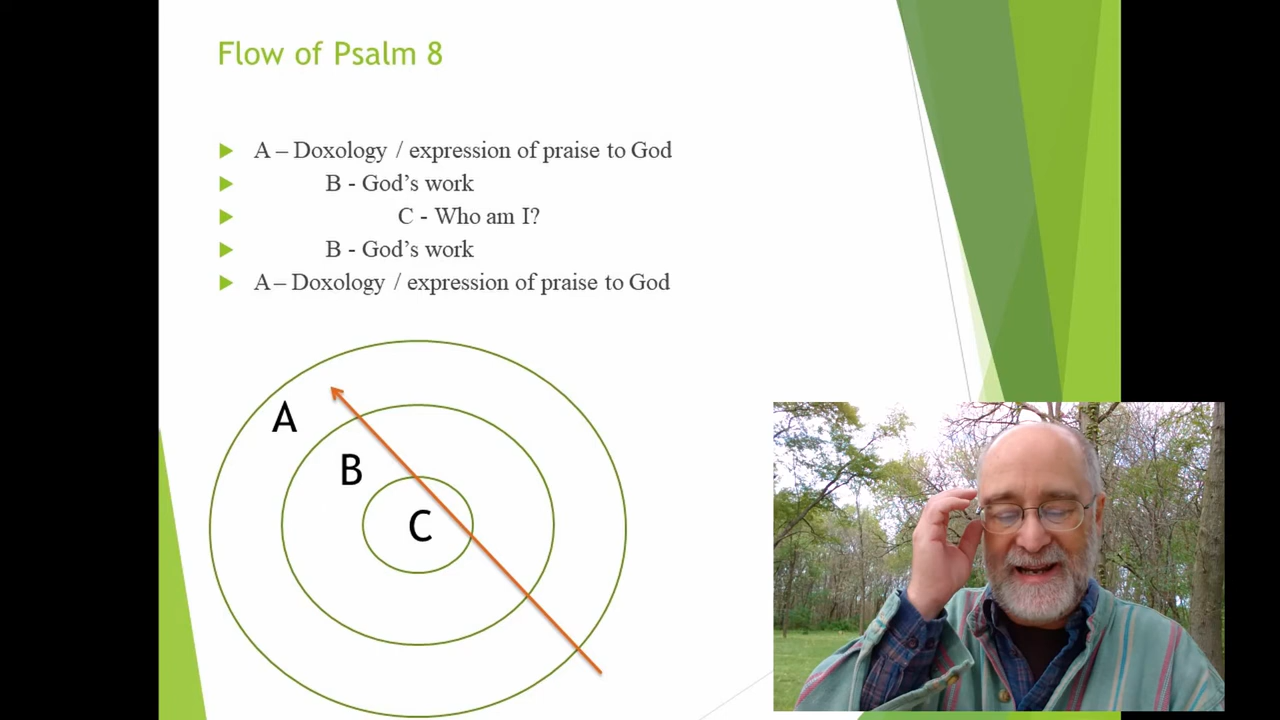 Flow of Psalm 8
A – Doxology / expression of praise to God
B - God’s work
C - Who am I?
B - God’s work
A – Doxology / expression of praise to God
A
B
C